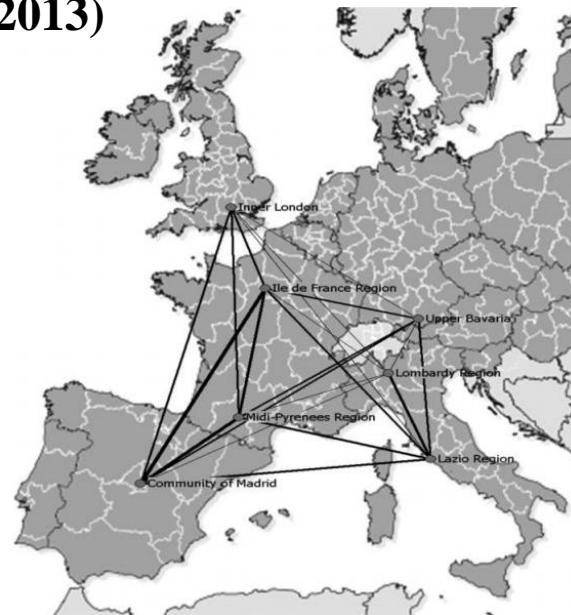 2013)
Inner London
Ile de France Region
Upper Bavaria
Lombardy Region
Midi-Pyrenees Region
Lazio Region
Community of Madrid